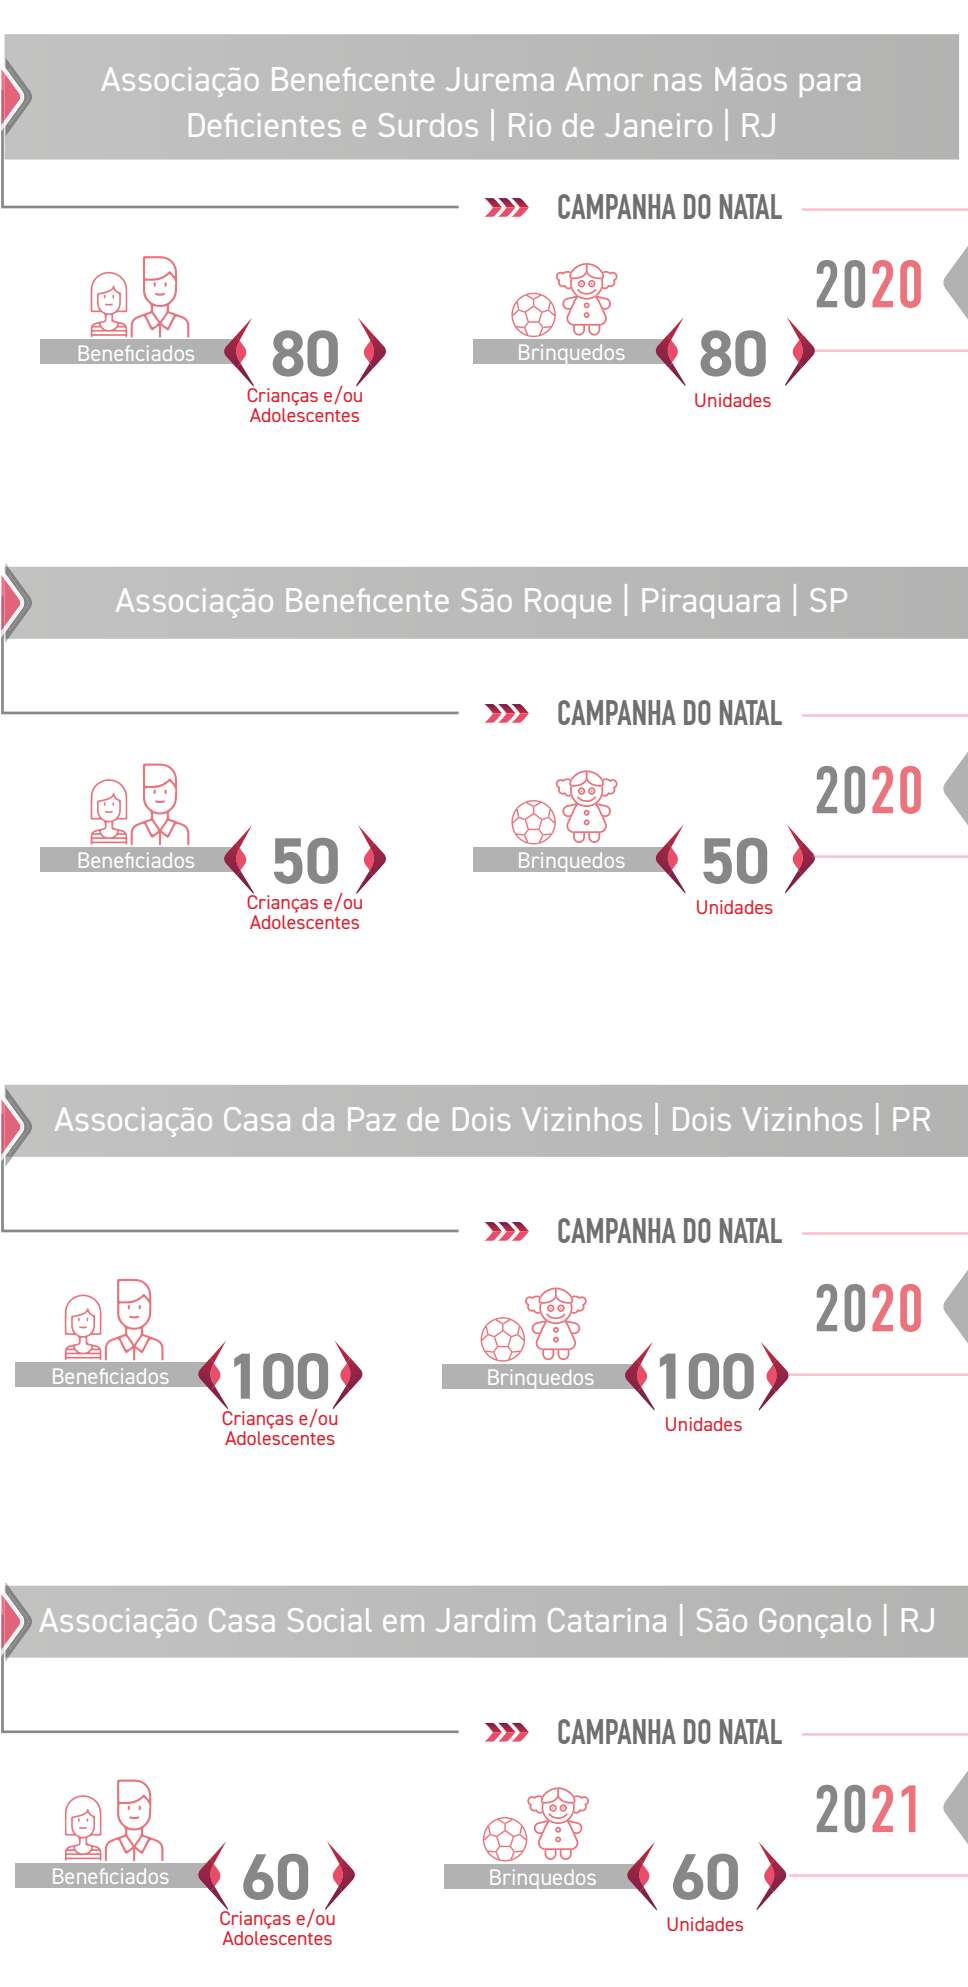 Associação Beneficente Jurema Amor nas Mãos para
Deficientes e Surdos | Rio de Janeiro | RJ
CAMPANHA DO NATAL
2020
Beneficiados
80
Crianças e/ou
Adolescentes
Brinquedos
80
Unidades
Associação Beneficente São Roque | Piraquara | SP
CAMPANHA DO NATAL
2020
Beneficiados
50
Crianças e/ou
Adolescentes
Brinquedos
50
Unidades
Associação Casa da Paz de Dois Vizinhos | Dois Vizinhos | PR
CAMPANHA DO NATAL
2020
Beneficiados
100
Crianças e/ou
Adolescentes
Brinquedos
100
Unidades
Associação Casa Social em Jardim Catarina | São Gonçalo | RJ
CAMPANHA DO NATAL
2021
Beneficiados
60
Crianças e/ou
Adolescentes
Brinquedos
60
Unidades